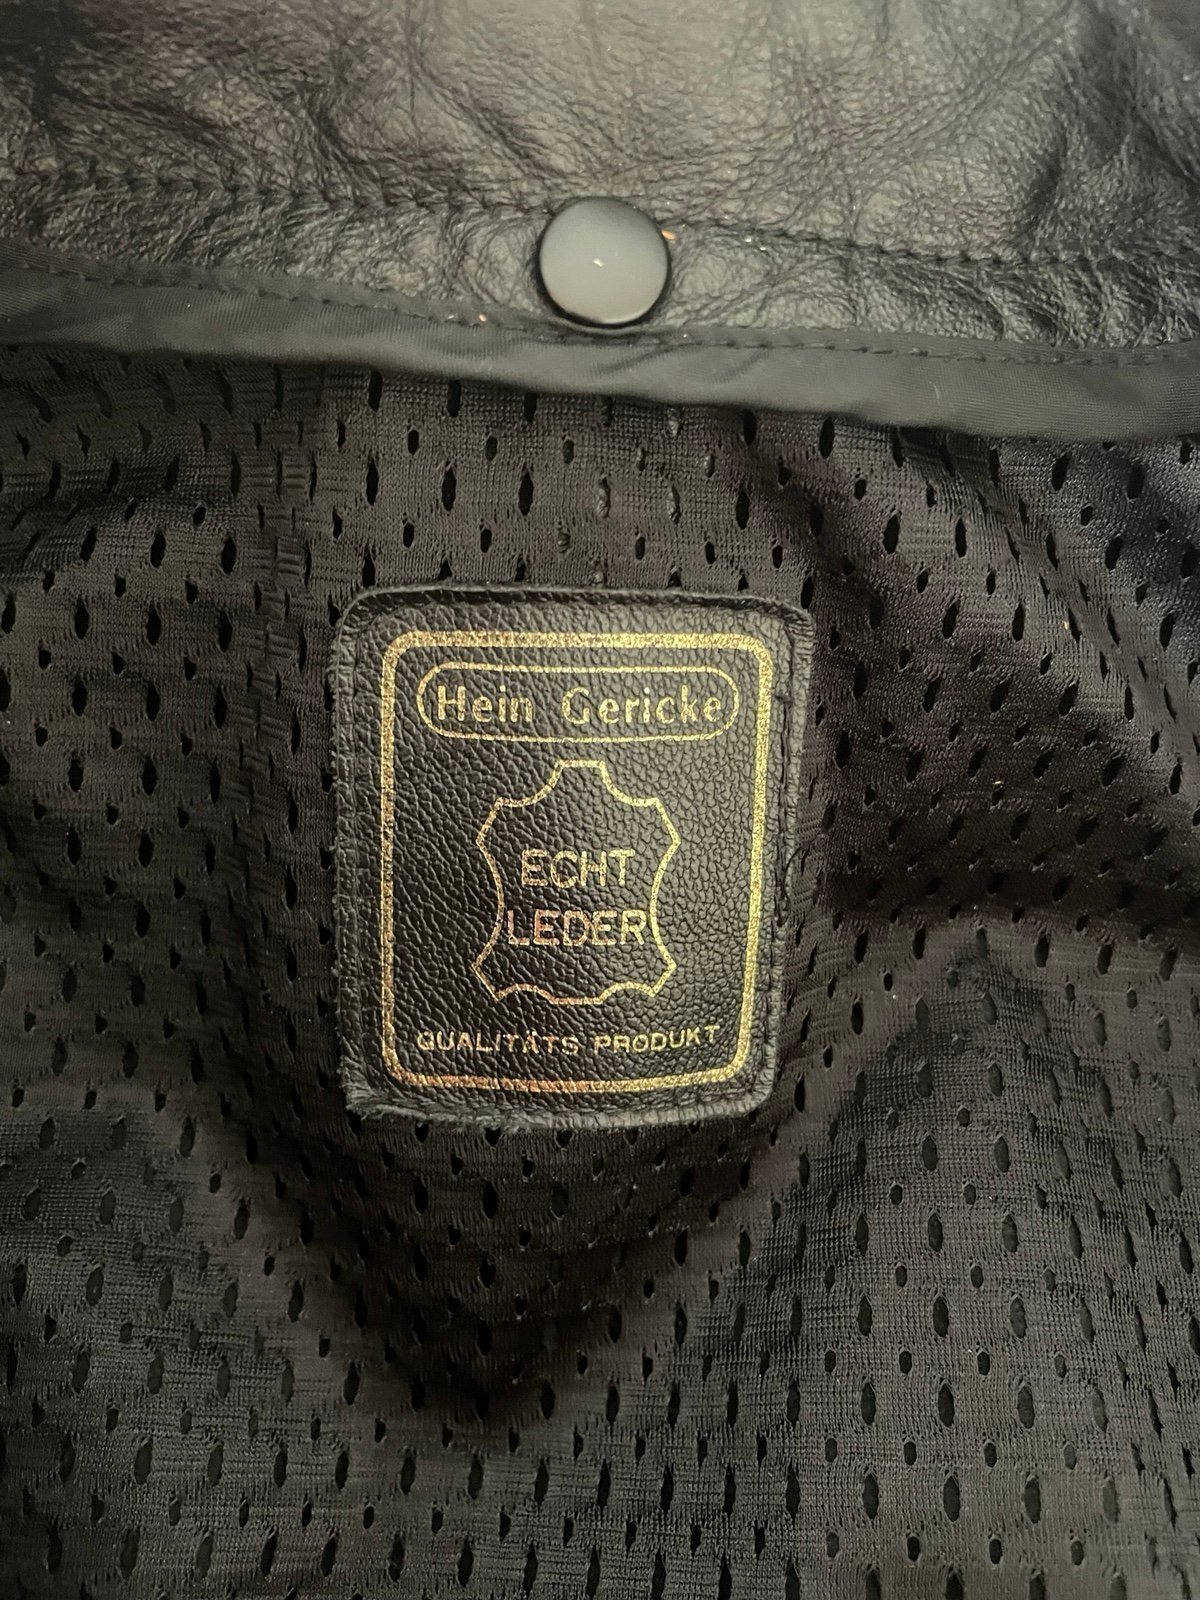 Hein Gericke
ECHT
LEDER
QUALITÄTS PRODUKT